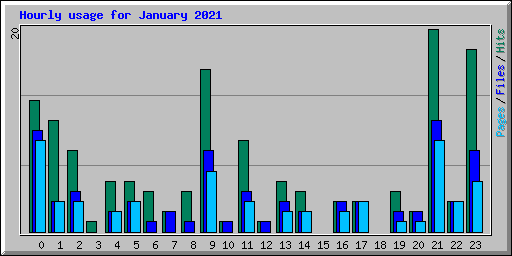 Hourly usage for January 2021
20
Pages / Files / Hits
0 1 2 3 4 5 6 7 8 9 10 11 12 13 14 15 16 17 18 19 20 21 22 23